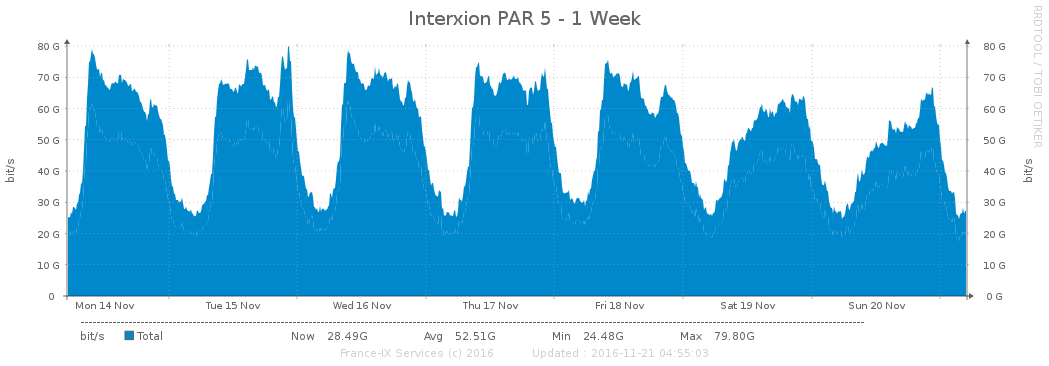 Interxion PAR 5 - 1 Week
RRDTOOL / TOBI OETIKER
80 G 80 G
70 G 70 G
60 G 60 G
50 G 50 G
40 G 40 G
30 G 30 G
20 G 20 G
10 G 10 G
0 0 G
bit/s bit/s
Mon 14 Nov Tue 15 Nov Wed 16 Nov Thu 17 Nov Fri 18 Nov Sat 19 Nov Sun 20 Nov
bit/s Total Now 28.49G Avg 52.51G Min 24.48G Max 79.80G
France-IX Services (c) 2016 Updated : 2016-11-21 04:55:03